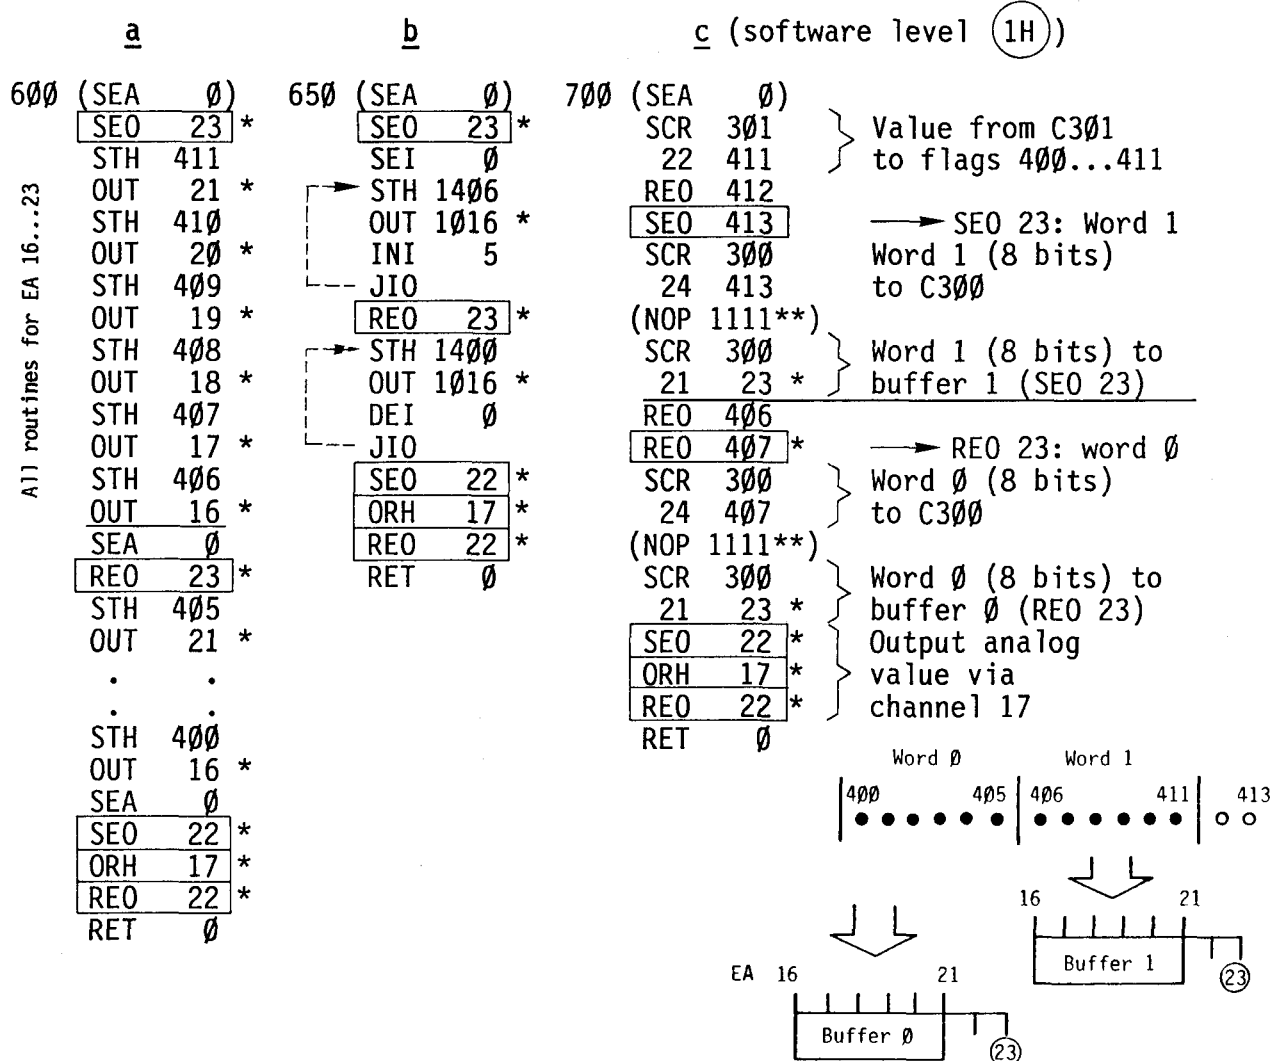 a
6ØØ (SEA Ø)
SEO 23 *
STH 411
OUT 21 *
STH 41Ø
OUT 2Ø *
STH 4Ø9
OUT 19 *
STH 4Ø8
OUT 18 *
STH 4Ø7
OUT 17 *
STH 4Ø6
OUT 16 *
SEA Ø
REO 23 *
STH 4Ø5
OUT 21 *
. .
. .
STH 4ØØ
OUT 16 *
SEA Ø
SEO 22 *
ORH 17 *
REO 22 *
RET Ø
All routines for EA 16...23
b
65Ø (SEA Ø)
SEO 23 *
SEI Ø
STH 14Ø6
OUT 1Ø16 *
INI 5
JIO
REO 23 *
STH 14ØØ
OUT 1Ø16 *
DEI Ø
JIO
SEO 22 *
ORH 17 *
REO 22 *
RET Ø
c (software level 1H)
7ØØ (SEA Ø)
SCR 3Ø1 Value from C3Ø1
22 411 to flags 4ØØ...411
REO 412
SEO 413 SEO 23: Word 1
SCR 3ØØ Word 1 (8 bits)
24 413 to C3ØØ
(NOP 1111**)
SCR 3ØØ Word 1 (8 bits) to
21 23 * buffer 1 (SEO 23)
REO 4Ø6
REO 4Ø7 * REO 23: word Ø
SCR 3ØØ Word Ø (8 bits)
24 4Ø7 to C3ØØ
(NOP 1111**)
SCR 3ØØ Word Ø (8 bits) to
21 23 * buffer Ø (REO 23)
SEO 22 * Output analog
ORH 17 * value via
REO 22 * channel 17
RET Ø
Word Ø Word 1
4ØØ 4Ø5 4Ø6 411 413
16 21
Buffer 1
23
EA 16 21
Buffer Ø
23